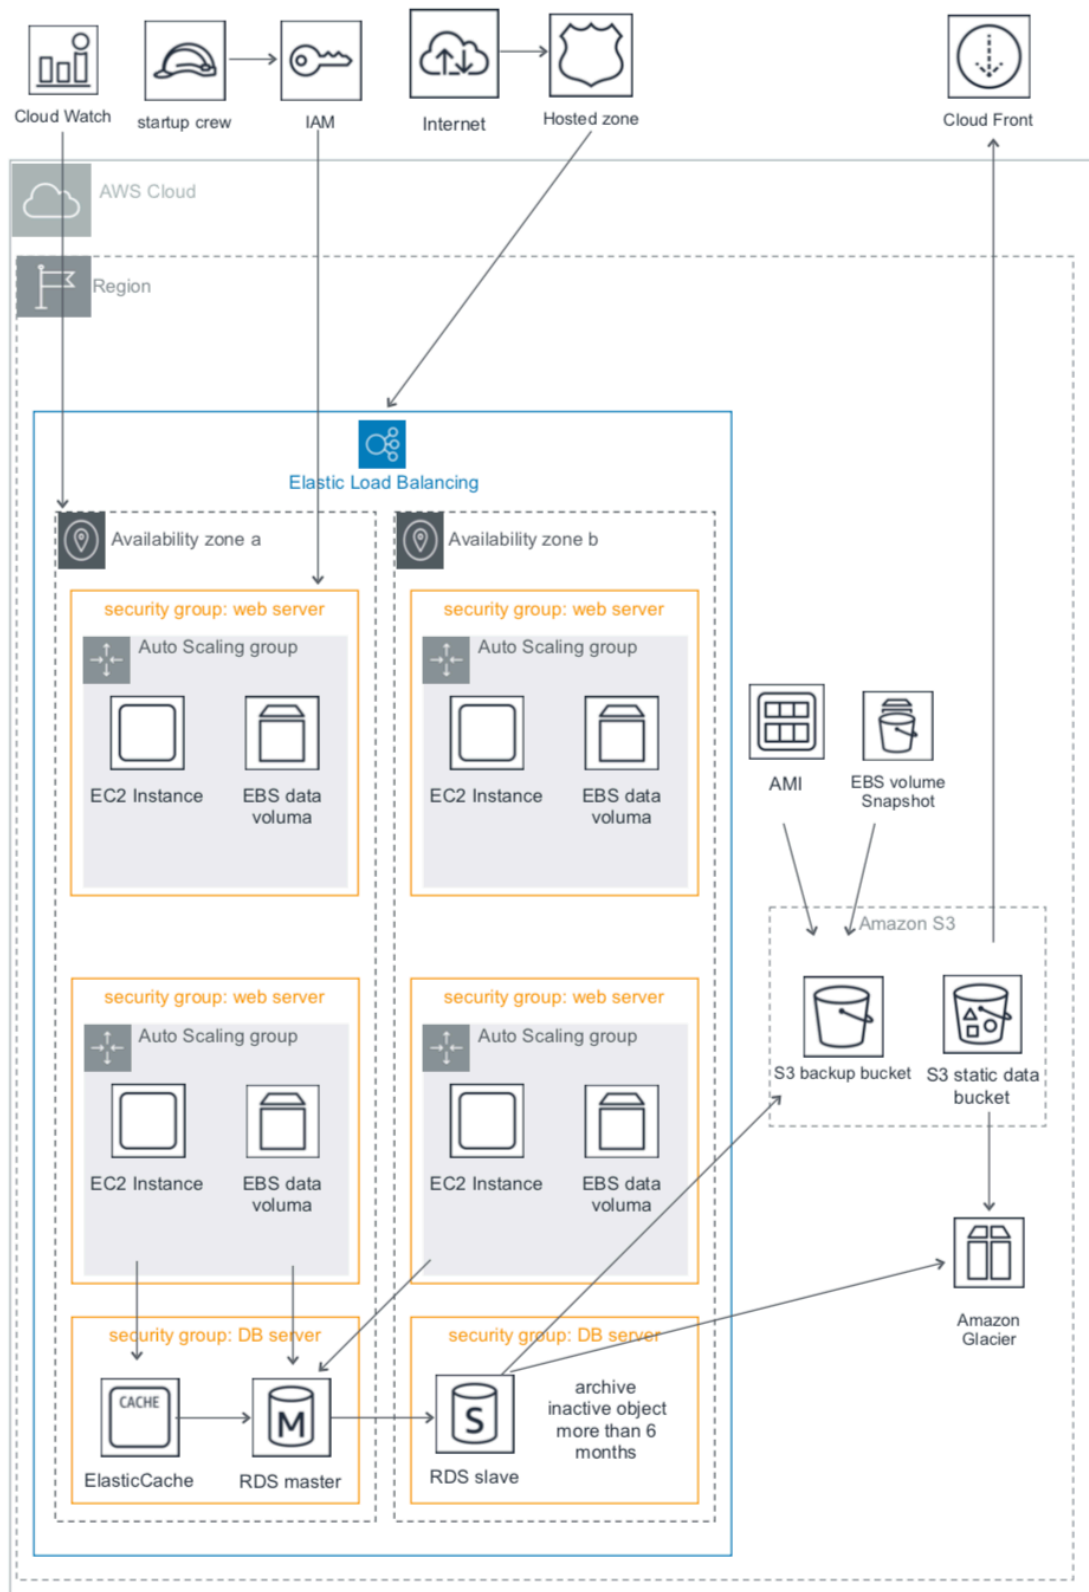 Cloud Watch
startup crew
IAM
Internet
Hosted zone
Cloud Front
AWS Cloud
Region
Elastic Load Balancing
Availability zone a
Availability zone b
security group: web server
security group: web server
Auto Scaling group
Auto Scaling group
EC2 Instance
EBS data
voluma
EC2 Instance
EBS data
voluma
AMI
EBS volume
Snapshot
Amazon S3
security group: web server
security group: web server
Auto Scaling group
Auto Scaling group
S3 backup bucket
S3 static data
bucket
EC2 Instance
EBS data
voluma
EC2 Instance
EBS data
voluma
Amazon
Glacier
security group: DB server
security group: DB server
CACHE
M
S
archive
inactive object
more than 6
months
ElasticCache
RDS master
RDS slave